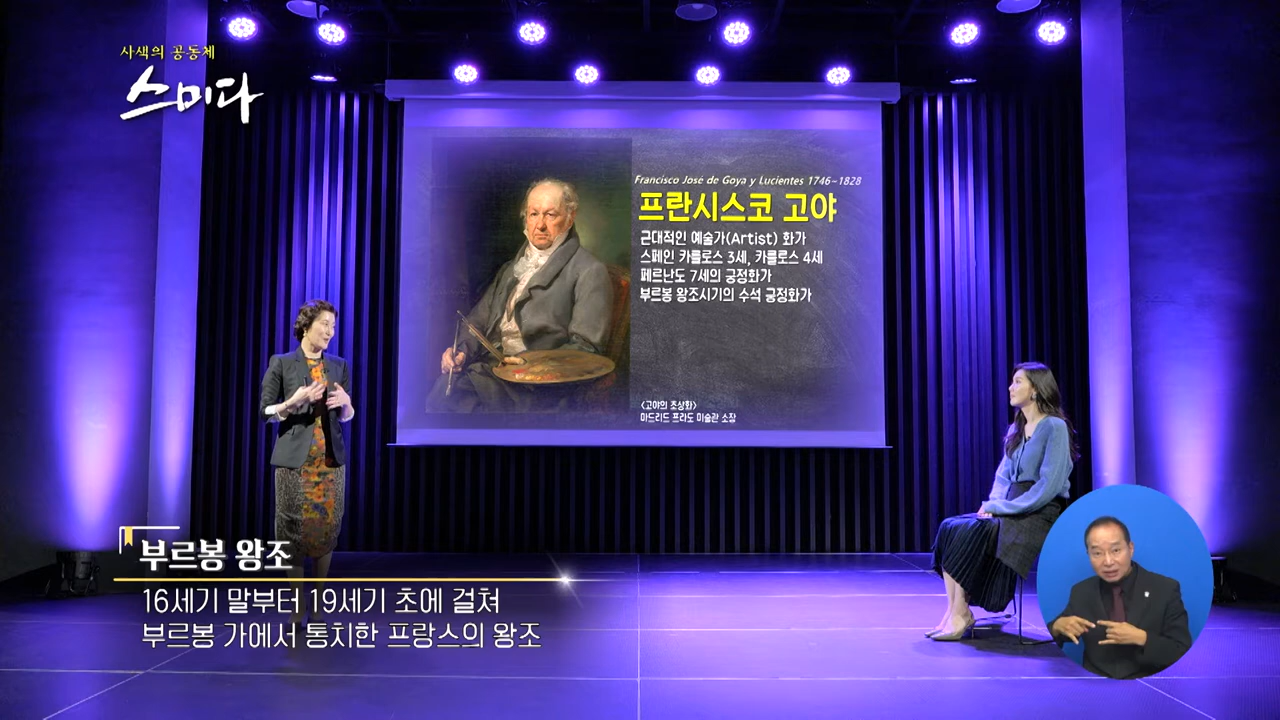 사색의 공동체
스미다
Francisco José de Goya y Lucientes 1746-1828
프란시스코 고야
근대적인 예술가(Artist) 화가
스페인 카를로스 3세, 카를로스 4세
페르난도 7세의 궁정화가
부르봉 왕조시기의 수석 궁정화가
<고야의 초상화>
마드리드 프라도 미술관 소장
부르봉 왕조
16세기 말부터 19세기 초에 걸쳐
부르봉 가에서 통치한 프랑스의 왕조